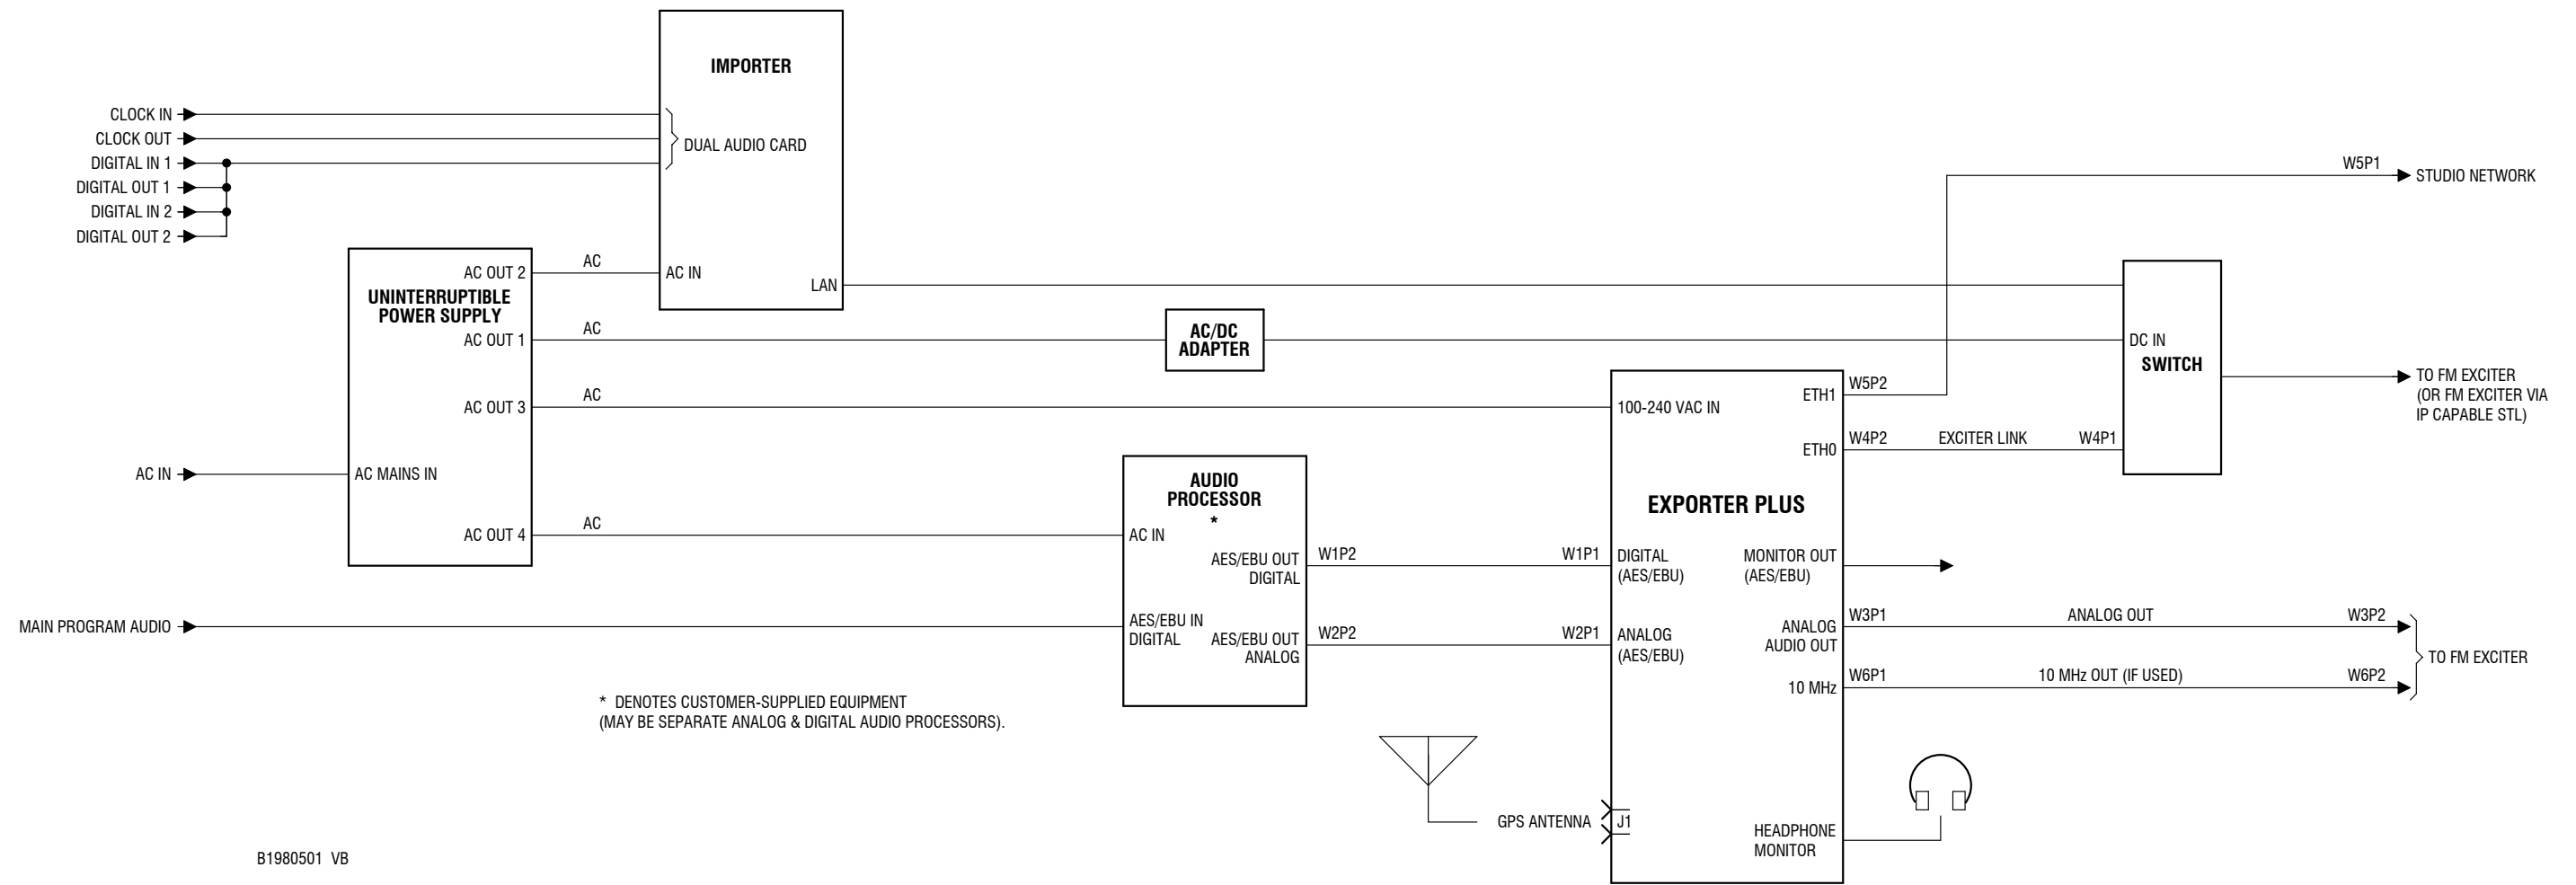 IMPORTER
CLOCK IN
CLOCK OUT
DIGITAL IN 1
DIGITAL OUT 1
DIGITAL IN 2
DIGITAL OUT 2
DUAL AUDIO CARD
AC IN
LAN
AC OUT 2
AC
UNINTERRUPTIBLE
POWER SUPPLY
AC OUT 1
AC
AC OUT 3
AC
AC IN
AC MAINS IN
AC OUT 4
AC
AC/DC
ADAPTER
W5P1
STUDIO NETWORK
DC IN
SWITCH
TO FM EXCITER
(OR FM EXCITER VIA
IP CAPABLE STL)
100-240 VAC IN
ETH1
W5P2
ETH0
W4P2
EXCITER LINK
W4P1
EXPORTER PLUS
AUDIO
PROCESSOR
*
AC IN
AES/EBU OUT
DIGITAL
W1P2
W1P1
DIGITAL
(AES/EBU)
MONITOR OUT
(AES/EBU)
MAIN PROGRAM AUDIO
AES/EBU IN
DIGITAL
AES/EBU OUT
ANALOG
W2P2
W2P1
ANALOG
(AES/EBU)
ANALOG
AUDIO OUT
W3P1
ANALOG OUT
W3P2
TO FM EXCITER
10 MHz
W6P1
10 MHz OUT (IF USED)
W6P2
* DENOTES CUSTOMER-SUPPLIED EQUIPMENT
(MAY BE SEPARATE ANALOG & DIGITAL AUDIO PROCESSORS).
GPS ANTENNA
J1
HEADPHONE
MONITOR
B1980501 VB